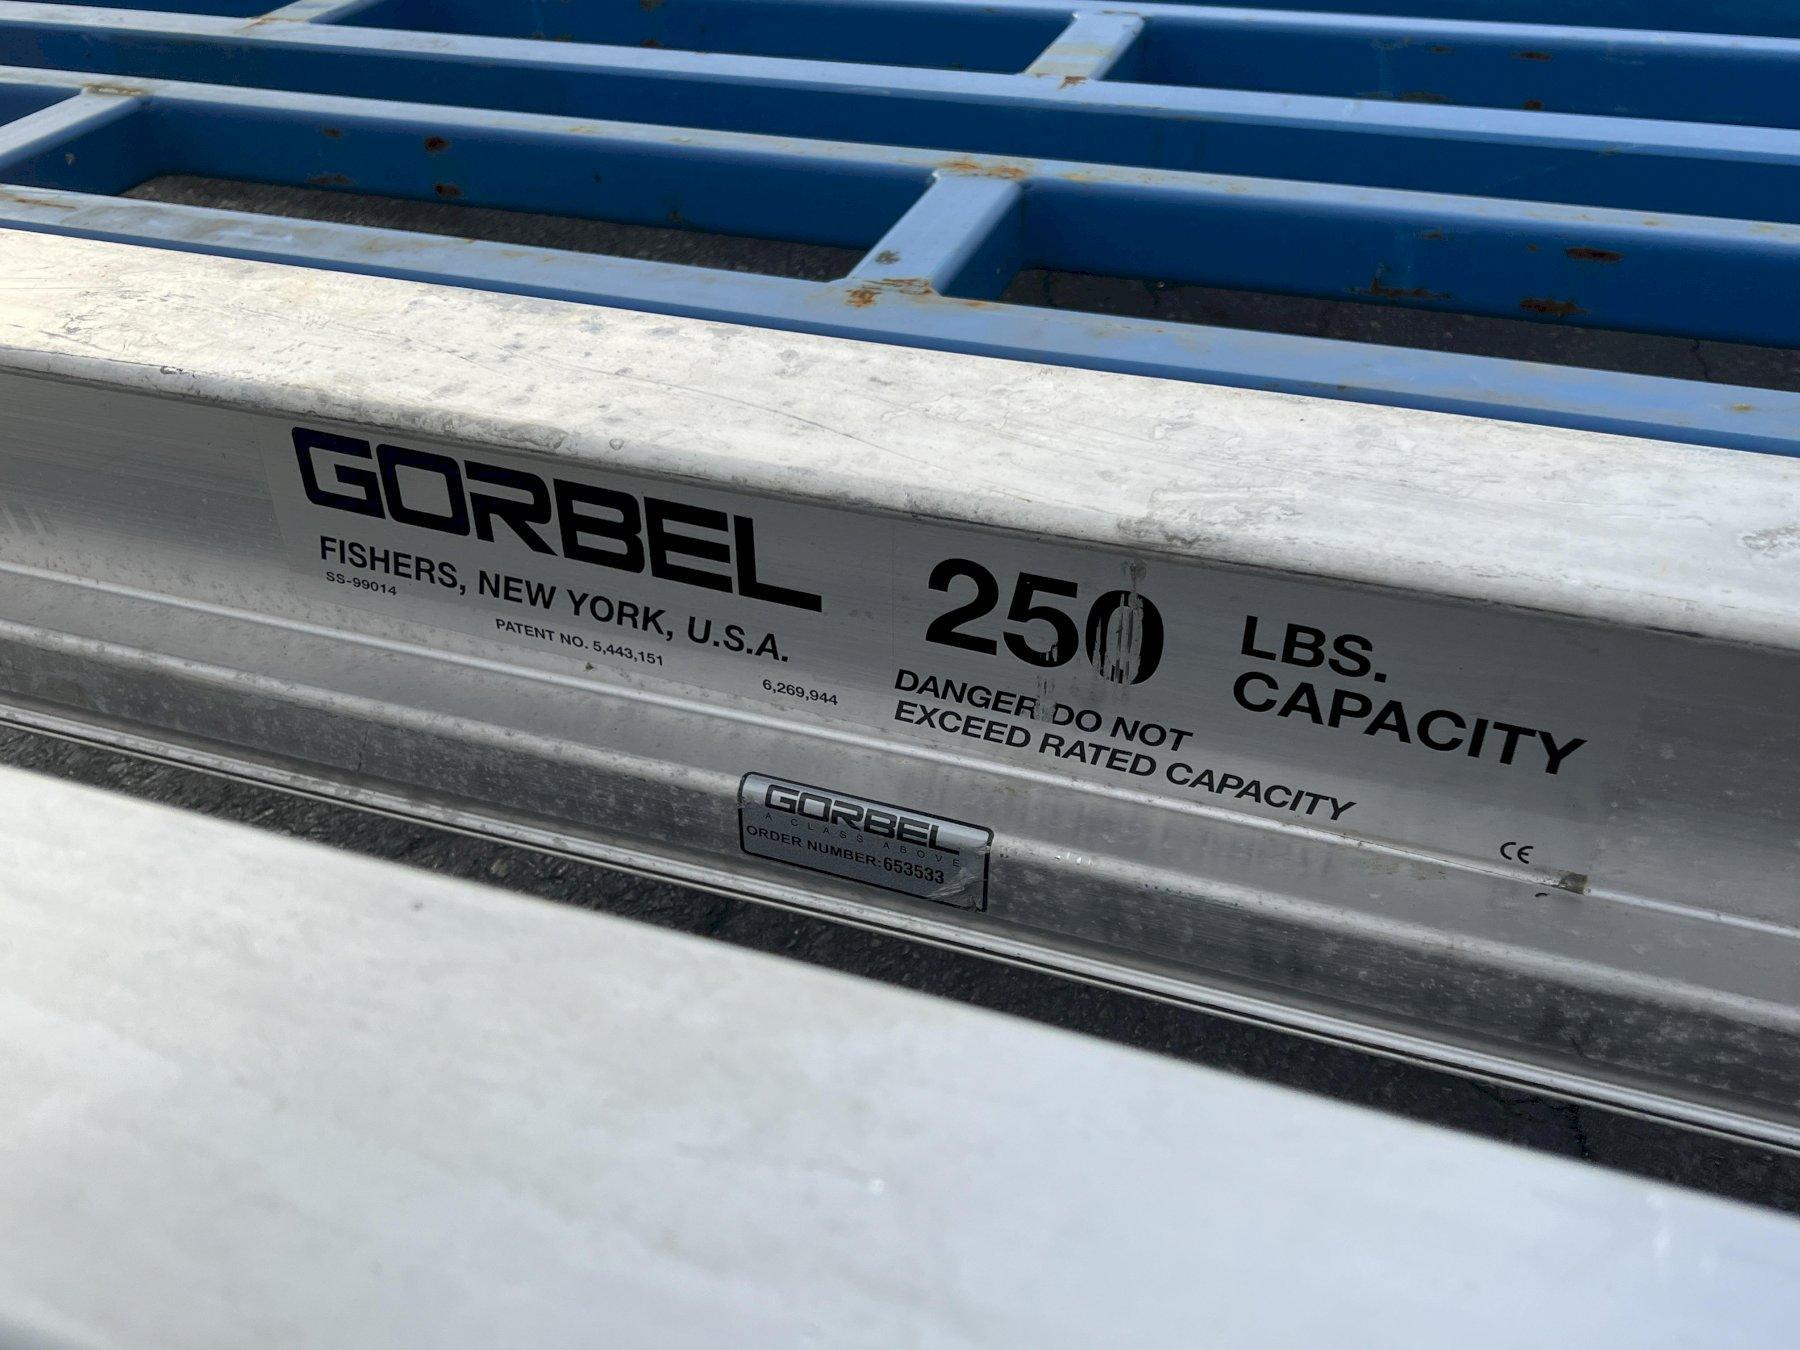 GORBEL
FISHERS, NEW YORK, U.S.A.
SS-99014
PATENT NO. 5,443,151
6,269,944
250 LBS.
CAPACITY
DANGER DO NOT
EXCEED RATED CAPACITY
CE
GORBEL
A CLASS ABOVE
ORDER NUMBER:653533